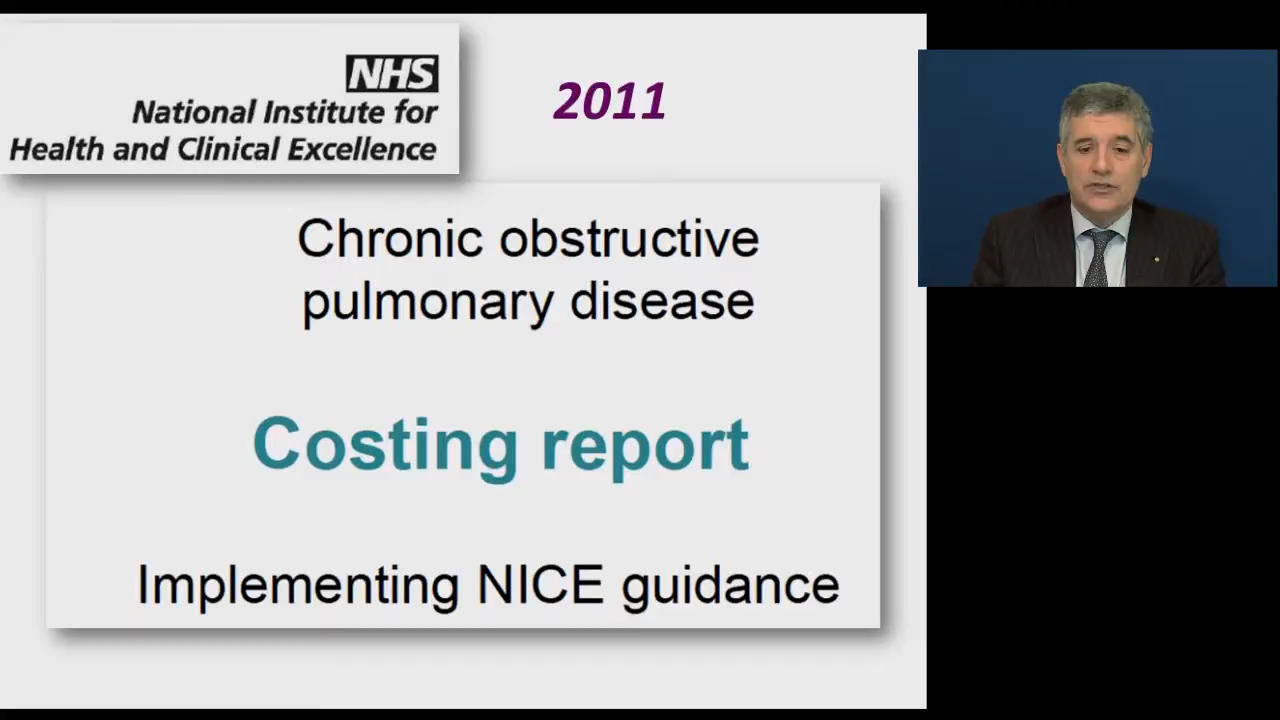 NHS
National Institute for
Health and Clinical Excellence
2011
Chronic obstructive
pulmonary disease
Costing report
Implementing NICE guidance